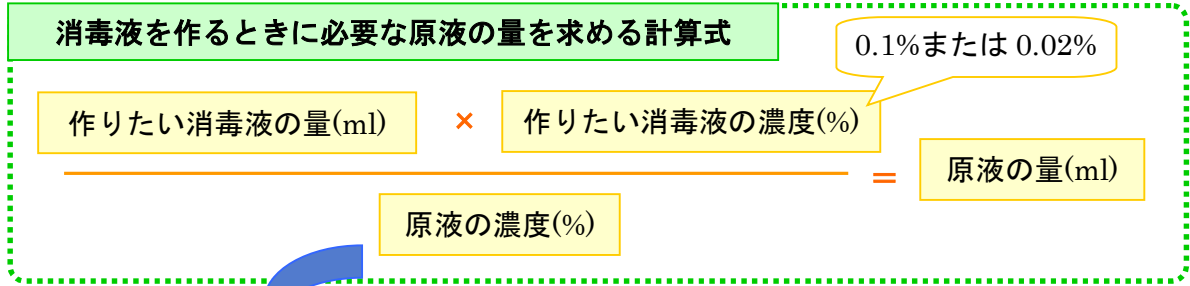 消毒液を作るときに必要な原液の量を求める計算式
0.1%または 0.02%
作りたい消毒液の量(ml) × 作りたい消毒液の濃度(%)
= 原液の量(ml)
原液の濃度(%)